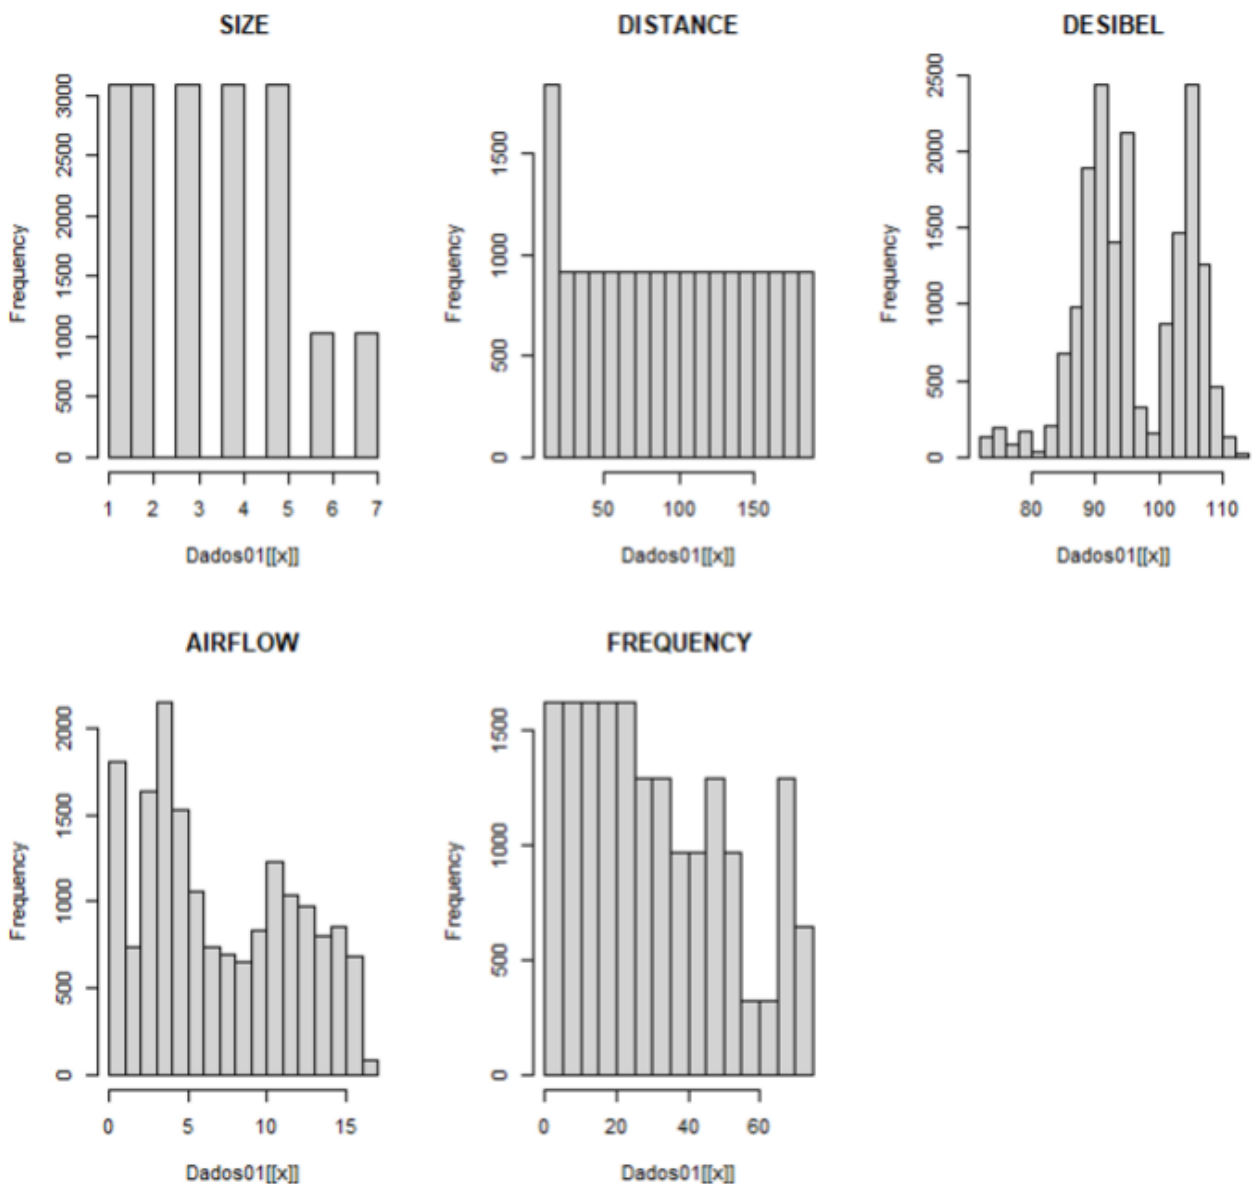 SIZE
Frequency
0 500 1000 1500 2000 2500 3000
1 2 3 4 5 6 7
Dados01[[x]]
DISTANCE
Frequency
0 500 1000 1500
50 100 150
Dados01[[x]]
DESIBEL
Frequency
0 500 1000 1500 2000 2500
80 90 100 110
Dados01[[x]]
AIRFLOW
Frequency
0 500 1000 1500 2000
0 5 10 15
Dados01[[x]]
FREQUENCY
Frequency
0 500 1000 1500
0 20 40 60
Dados01[[x]]